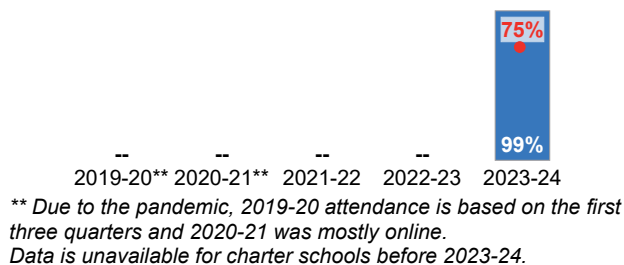 75%
99%
-- -- -- --
2019-20** 2020-21** 2021-22 2022-23 2023-24
** Due to the pandemic, 2019-20 attendance is based on the first
three quarters and 2020-21 was mostly online.
Data is unavailable for charter schools before 2023-24.